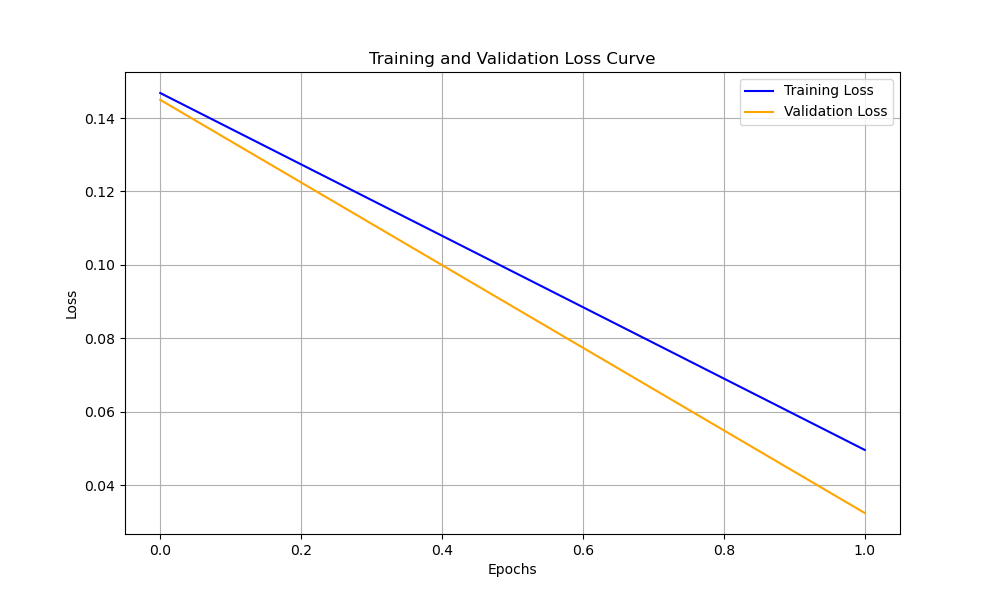 Training and Validation Loss Curve
Training Loss
Validation Loss
0.14
0.12
0.10
0.08
0.06
0.04
Loss
0.0 0.2 0.4 0.6 0.8 1.0
Epochs